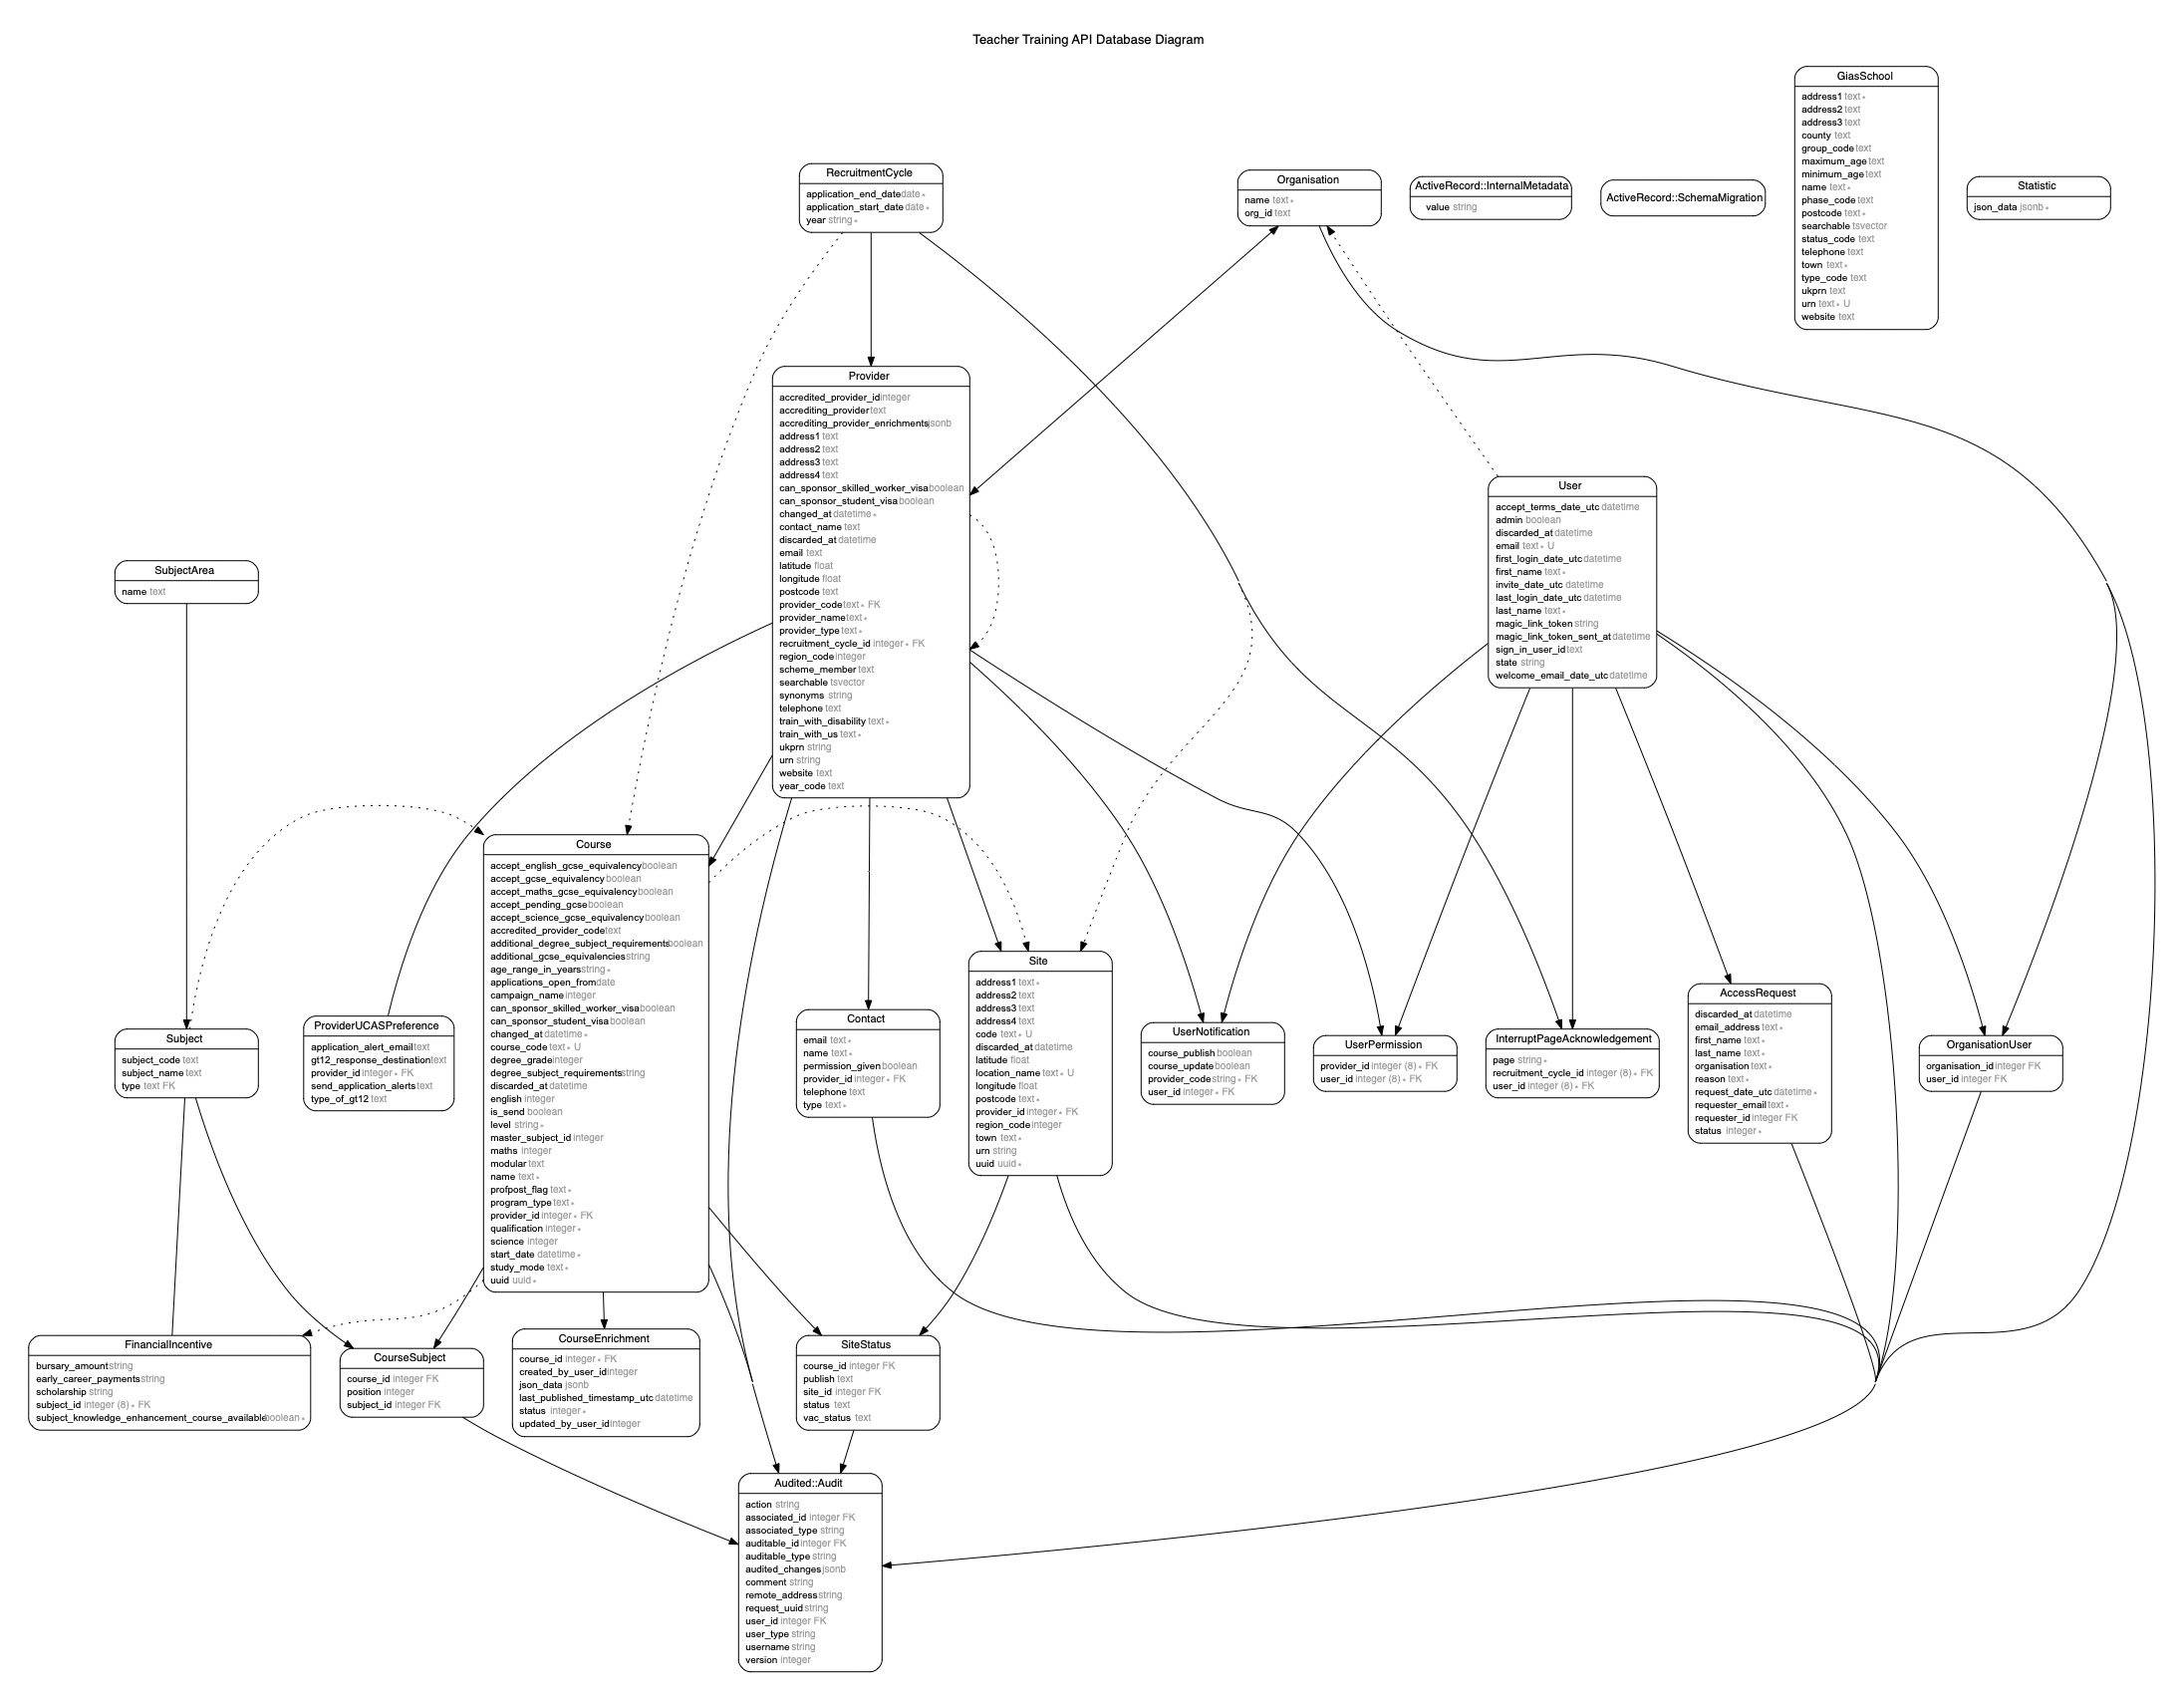 Teacher Training API Database Diagram
GiasSchool
address1 text ∗
address2 text
address3 text
county text
group_code text
maximum_age text
minimum_age text
name text ∗
phase_code text
postcode text ∗
searchable tsvector
status_code text
telephone text
town text ∗
type_code text
ukprn text
urn text ∗ U
website text
RecruitmentCycle
application_end_date date ∗
application_start_date date ∗
year string ∗
Organisation
name text ∗
org_id text
ActiveRecord::InternalMetadata
value string
ActiveRecord::SchemaMigration
Statistic
json_data jsonb ∗
Provider
accredited_provider_id integer
accrediting_provider text
accrediting_provider_enrichments jsonb
address1 text
address2 text
address3 text
address4 text
can_sponsor_skilled_worker_visa boolean
can_sponsor_student_visa boolean
changed_at datetime ∗
contact_name text
discarded_at datetime
email text
latitude float
longitude float
postcode text
provider_code text ∗ FK
provider_name text ∗
provider_type text ∗
recruitment_cycle_id integer ∗ FK
region_code integer
scheme_member text
searchable tsvector
synonyms string
telephone text
train_with_disability text ∗
train_with_us text ∗
ukprn string
urn string
website text
year_code text
User
accept_terms_date_utc datetime
admin boolean
discarded_at datetime
email text ∗ U
first_login_date_utc datetime
first_name text ∗
invite_date_utc datetime
last_login_date_utc datetime
last_name text ∗
magic_link_token string
magic_link_token_sent_at datetime
sign_in_user_id text
state string
welcome_email_date_utc datetime
SubjectArea
name text
Course
accept_english_gcse_equivalency boolean
accept_gcse_equivalency boolean
accept_maths_gcse_equivalency boolean
accept_pending_gcse boolean
accept_science_gcse_equivalency boolean
accredited_provider_code text
additional_degree_subject_requirements boolean
additional_gcse_equivalencies string
age_range_in_years string ∗
applications_open_from date
campaign_name integer
can_sponsor_skilled_worker_visa boolean
can_sponsor_student_visa boolean
changed_at datetime ∗
course_code text ∗ U
degree_grade integer
degree_subject_requirements string
discarded_at datetime
english integer
is_send boolean
level string ∗
master_subject_id integer
maths integer
modular text
name text ∗
profpost_flag text ∗
program_type text ∗
provider_id integer ∗ FK
qualification integer ∗
science integer
start_date datetime ∗
study_mode text ∗
uuid uuid ∗
Subject
subject_code text
subject_name text
type text FK
ProviderUCASPreference
application_alert_email text
gt12_response_destination text
provider_id integer ∗ FK
send_application_alerts text
type_of_gt12 text
Contact
email text ∗
name text ∗
permission_given boolean
provider_id integer ∗ FK
telephone text
type text ∗
Site
address1 text ∗
address2 text
address3 text
address4 text
code text ∗ U
discarded_at datetime
latitude float
location_name text ∗ U
longitude float
postcode text ∗
provider_id integer ∗ FK
region_code integer
town text ∗
urn string
uuid uuid ∗
UserNotification
course_publish boolean
course_update boolean
provider_code string ∗ FK
user_id integer ∗ FK
UserPermission
provider_id integer (8) ∗ FK
user_id integer (8) ∗ FK
InterruptPageAcknowledgement
page string ∗
recruitment_cycle_id integer (8) ∗ FK
user_id integer (8) ∗ FK
AccessRequest
discarded_at datetime
email_address text ∗
first_name text ∗
last_name text ∗
organisation text ∗
reason text ∗
request_date_utc datetime ∗
requester_email text ∗
requester_id integer FK
status integer ∗
OrganisationUser
organisation_id integer FK
user_id integer FK
FinancialIncentive
bursary_amount string
early_career_payments string
scholarship string
subject_id integer (8) ∗ FK
subject_knowledge_enhancement_course_available boolean ∗
CourseSubject
course_id integer FK
position integer
subject_id integer FK
CourseEnrichment
course_id integer ∗ FK
created_by_user_id integer
json_data jsonb
last_published_timestamp_utc datetime
status integer ∗
updated_by_user_id integer
SiteStatus
course_id integer FK
publish text
site_id integer FK
status text
vac_status text
Audited::Audit
action string
associated_id integer FK
associated_type string
auditable_id integer FK
auditable_type string
audited_changes jsonb
comment string
remote_address string
request_uuid string
user_id integer FK
user_type string
username string
version integer